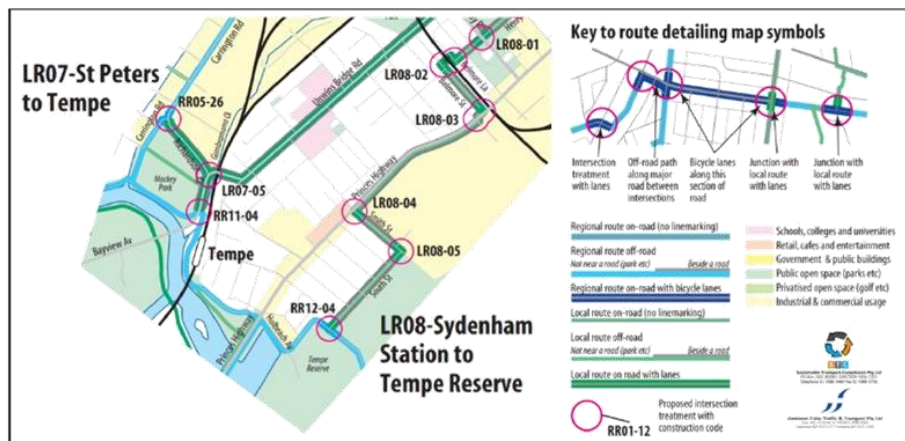 LR07-St Peters
to Tempe
RR05-26
Carrington Rd
Carrington Rd
Richardson
Mackey
Park
Bayview Av
RR11-04
LR07-05
Tempe
Unwins Bridge Rd
LR08-01
LR08-02
LR08-03
Princes Highway
LR08-04
Smith St
LR08-05
South St
RR12-04
Holbeach Av
Princes Highway
Tempe
Reserve
LR08-Sydenham
Station to
Tempe Reserve
Key to route detailing map symbols
Intersection
treatment
with lanes
Off-road path
along major
road between
intersections
Bicycle lanes
along this
section of
road
Junction with
local route
with lanes
Junction with
local route
with lanes
Regional route on-road (no linemarking)
Regional route off-road
Not near a road (park etc) Beside a road
Regional route on-road with bicycle lanes
Local route on-road (no linemarking)
Local route off-road
Not near a road (park etc) Beside a road
Local route on road with lanes
RR01-12
Proposed intersection
treatment with
construction code
Schools, colleges and universities
Retail, cafes and entertainment
Government & public buildings
Public open space (parks etc)
Privatised open space (golf etc)
Industrial & commercial usage